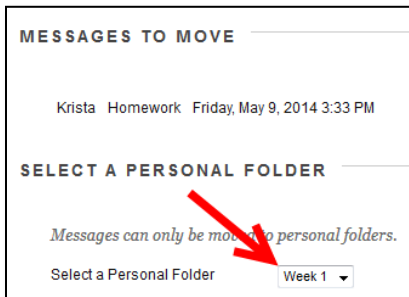 MESSAGES TO MOVE
Krista Homework Friday, May 9, 2014 3:33 PM
SELECT A PERSONAL FOLDER
Messages can only be moved to personal folders.
Select a Personal Folder Week 1